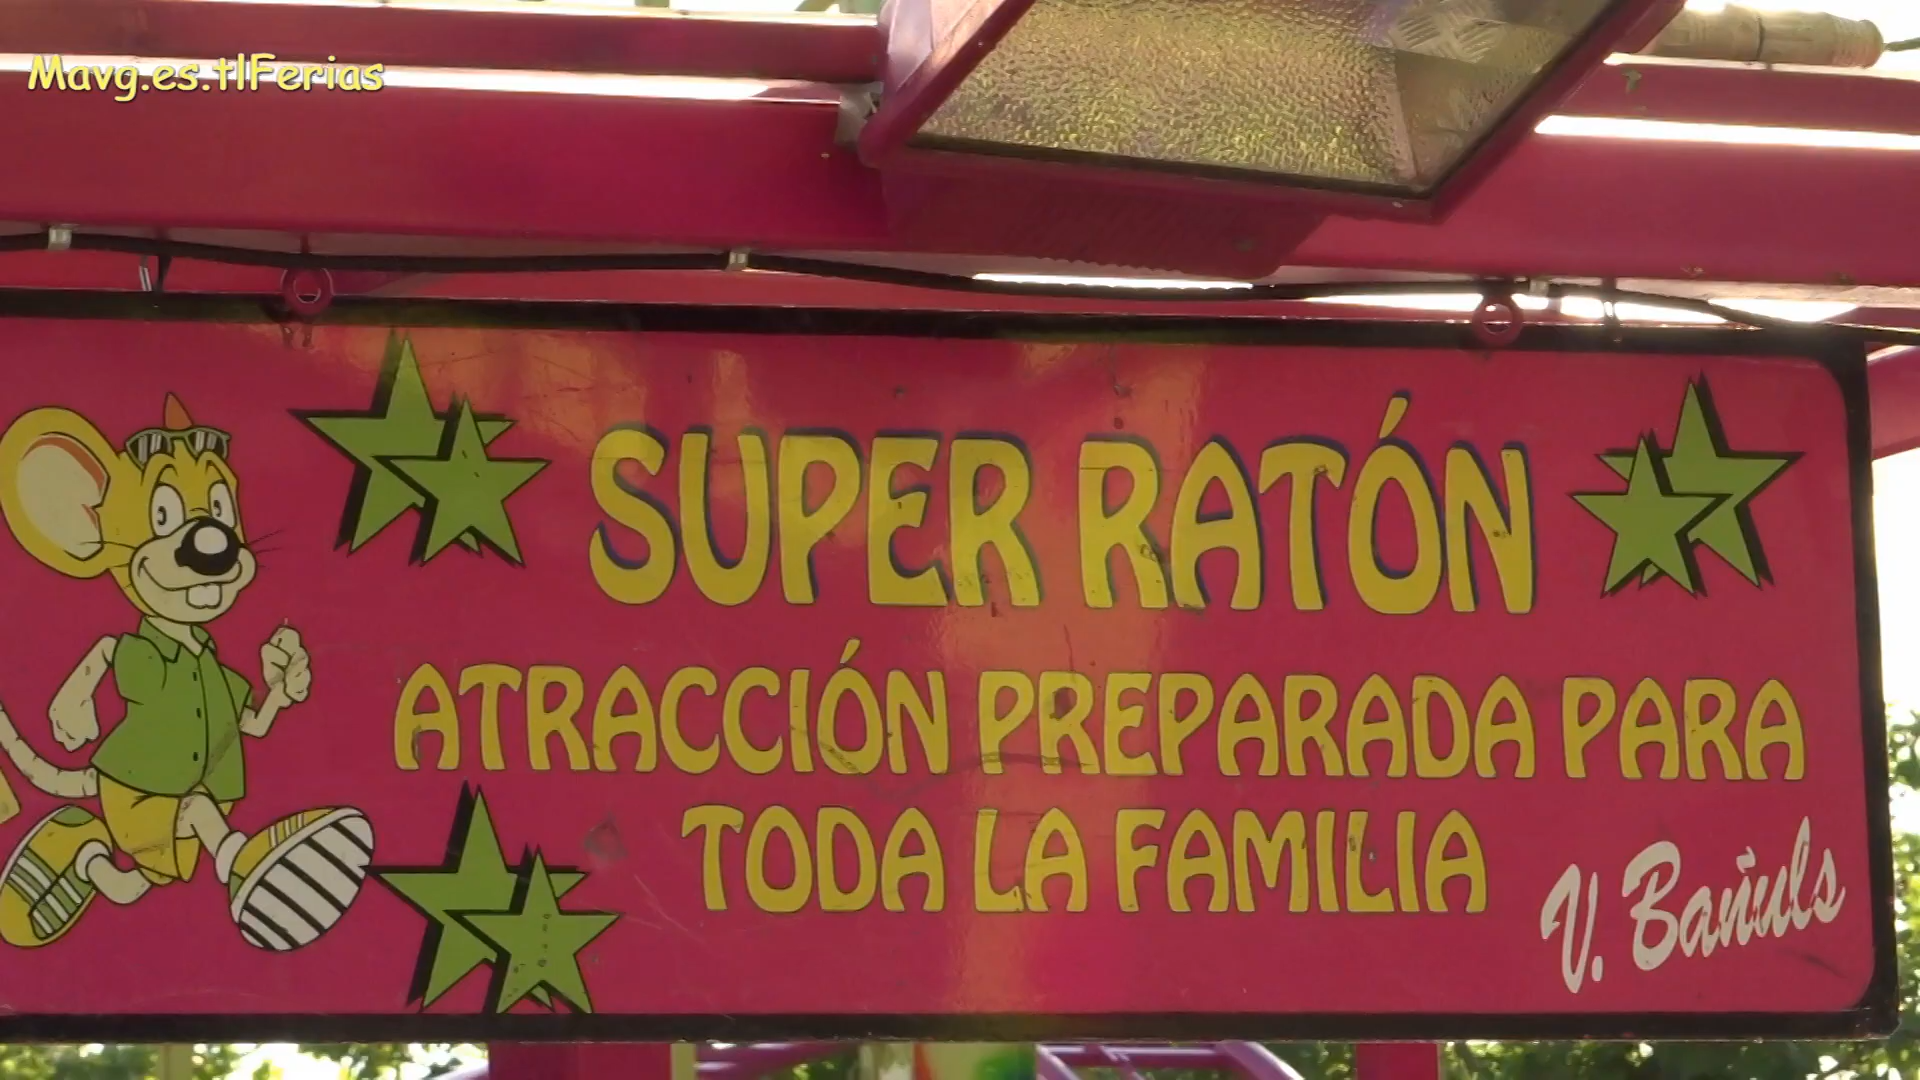 Mavg.es.tlFerias
SUPER RATÓN
ATRACCIÓN PREPARADA PARA
TODA LA FAMILIA
V. Bañuls